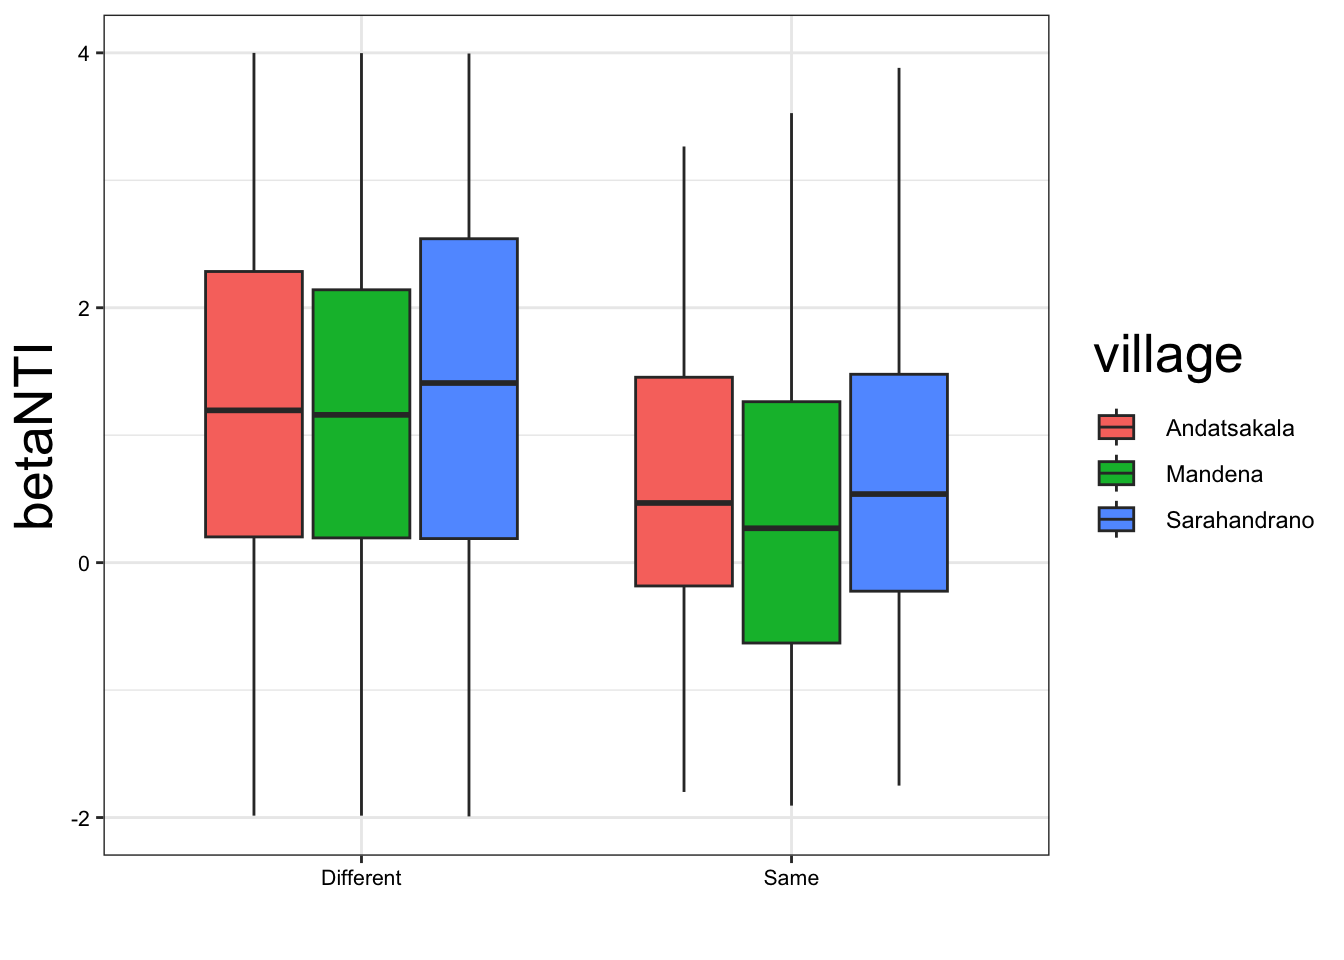 betaNTI
4
2
0
-2
Different
Same
village
Andatsakala
Mandena
Sarahandrano